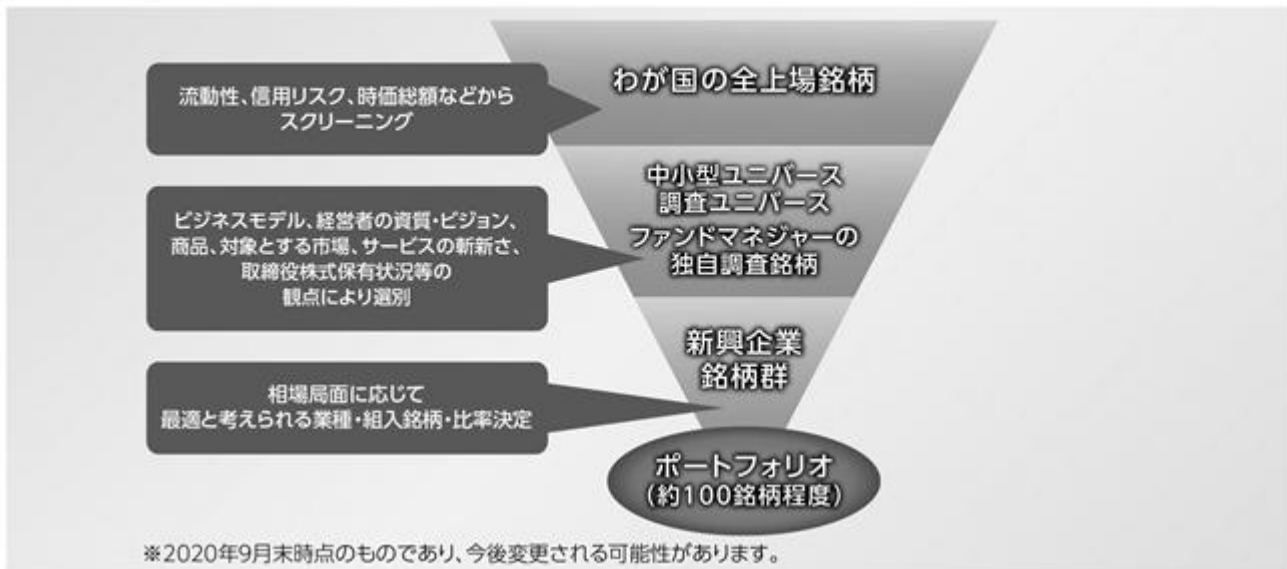 わが国の全上場銘柄
流動性、信用リスク、時価総額などから
スクリーニング
中小型ユニバース
調査ユニバース
ファンドマネジャーの
独自調査銘柄
ビジネスモデル、経営者の資質・ビジョン、
商品、対象とする市場、サービスの斬新さ、
取締役株式保有状況等の
観点により選別
新興企業
銘柄群
相場局面に応じて
最適と考えられる業種・組入銘柄・比率決定
ポートフォリオ
(約100銘柄程度)
※2020年9月末時点のものであり、今後変更される可能性があります。